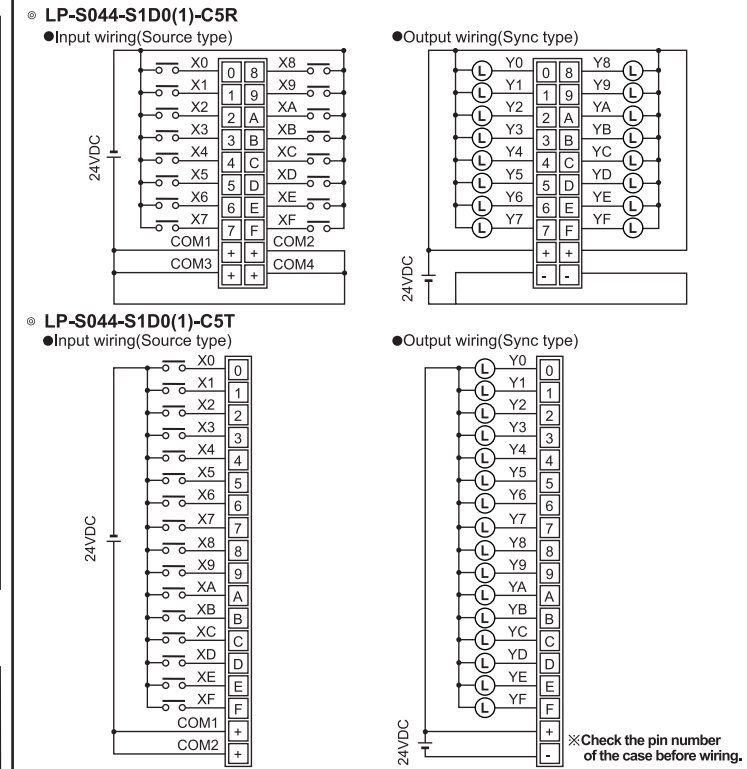 ◎ LP-S044-S1D0(1)-C5R
●Input wiring(Source type)
24VDC
X0 0 8 X8
X1 1 9 X9
X2 2 A XA
X3 3 B XB
X4 4 C XC
X5 5 D XD
X6 6 E XE
X7 7 F XF
COM1 + + COM2
COM3 + + COM4
●Output wiring(Sync type)
L Y0 0 8 Y8 L
L Y1 1 9 Y9 L
L Y2 2 A YA L
L Y3 3 B YB L
L Y4 4 C YC L
L Y5 5 D YD L
L Y6 6 E YE L
L Y7 7 F YF L
+ +
- -
24VDC
◎ LP-S044-S1D0(1)-C5T
●Input wiring(Source type)
24VDC
X0 0
X1 1
X2 2
X3 3
X4 4
X5 5
X6 6
X7 7
X8 8
X9 9
XA A
XB B
XC C
XD D
XE E
XF F
COM1 +
COM2 +
●Output wiring(Sync type)
L Y0 0
L Y1 1
L Y2 2
L Y3 3
L Y4 4
L Y5 5
L Y6 6
L Y7 7
L Y8 8
L Y9 9
L YA A
L YB B
L YC C
L YD D
L YE E
L YF F
+
-
24VDC
※Check the pin number
of the case before wiring.